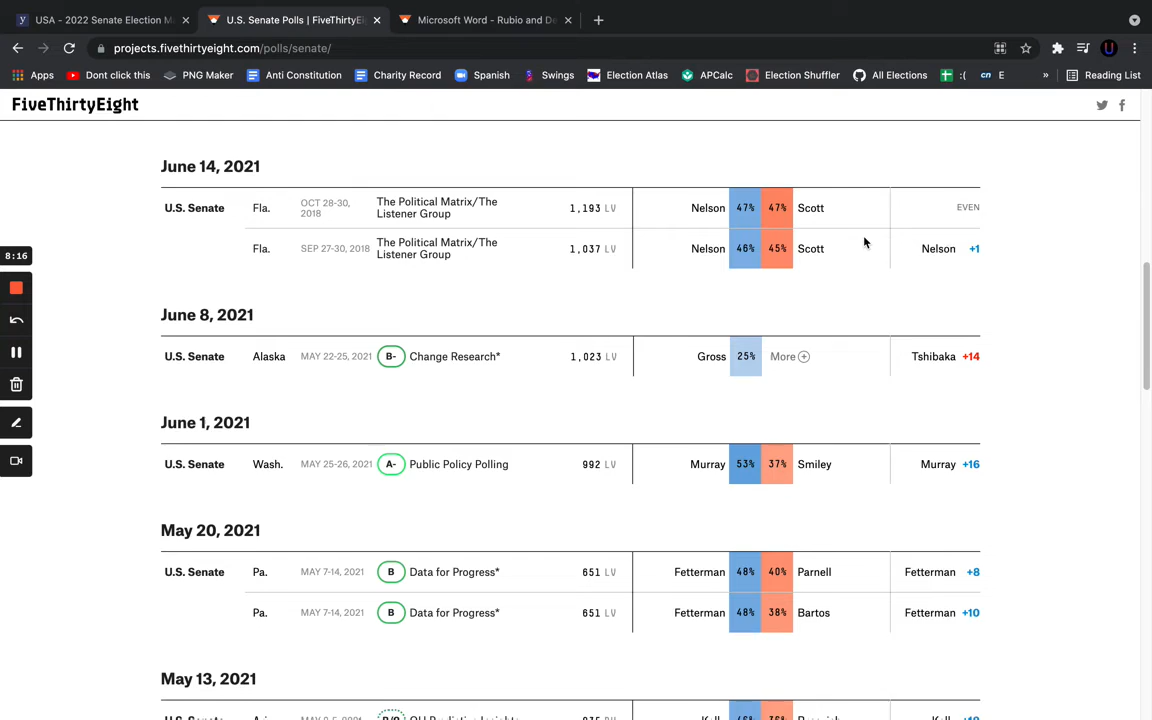 USA - 2022 Senate Election M
U.S. Senate Polls | FiveThirtyEi
Microsoft Word - Rubio and De
projects.fivethirtyeight.com/polls/senate/
Apps
Dont click this
PNG Maker
Anti Constitution
Charity Record
Spanish
Swings
Election Atlas
APCalc
Election Shuffler
All Elections
:(
cn E
»
Reading List
FiveThirtyEight
8:16
June 14, 2021
U.S. Senate Fla. OCT 28-30, 2018 The Political Matrix/The Listener Group 1,193 LV Nelson 47% 47% Scott EVEN
Fla. SEP 27-30, 2018 The Political Matrix/The Listener Group 1,037 LV Nelson 46% 45% Scott Nelson +1
June 8, 2021
U.S. Senate Alaska MAY 22-25, 2021 B- Change Research* 1,023 LV Gross 25% More Tshibaka +14
June 1, 2021
U.S. Senate Wash. MAY 25-26, 2021 A- Public Policy Polling 992 LV Murray 53% 37% Smiley Murray +16
May 20, 2021
U.S. Senate Pa. MAY 7-14, 2021 B Data for Progress* 651 LV Fetterman 48% 40% Parnell Fetterman +8
Pa. MAY 7-14, 2021 B Data for Progress* 651 LV Fetterman 48% 38% Bartos Fetterman +10
May 13, 2021